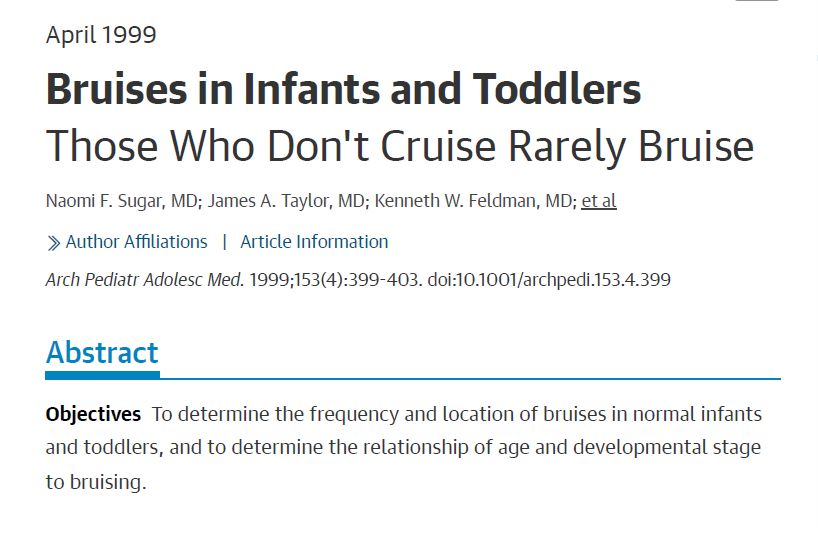 April 1999
Bruises in Infants and Toddlers
Those Who Don't Cruise Rarely Bruise
Naomi F. Sugar, MD; James A. Taylor, MD; Kenneth W. Feldman, MD; et al
Author Affiliations | Article Information
Arch Pediatr Adolesc Med. 1999;153(4):399-403. doi:10.1001/archpedi.153.4.399
Abstract
Objectives To determine the frequency and location of bruises in normal infants
and toddlers, and to determine the relationship of age and developmental stage
to bruising.